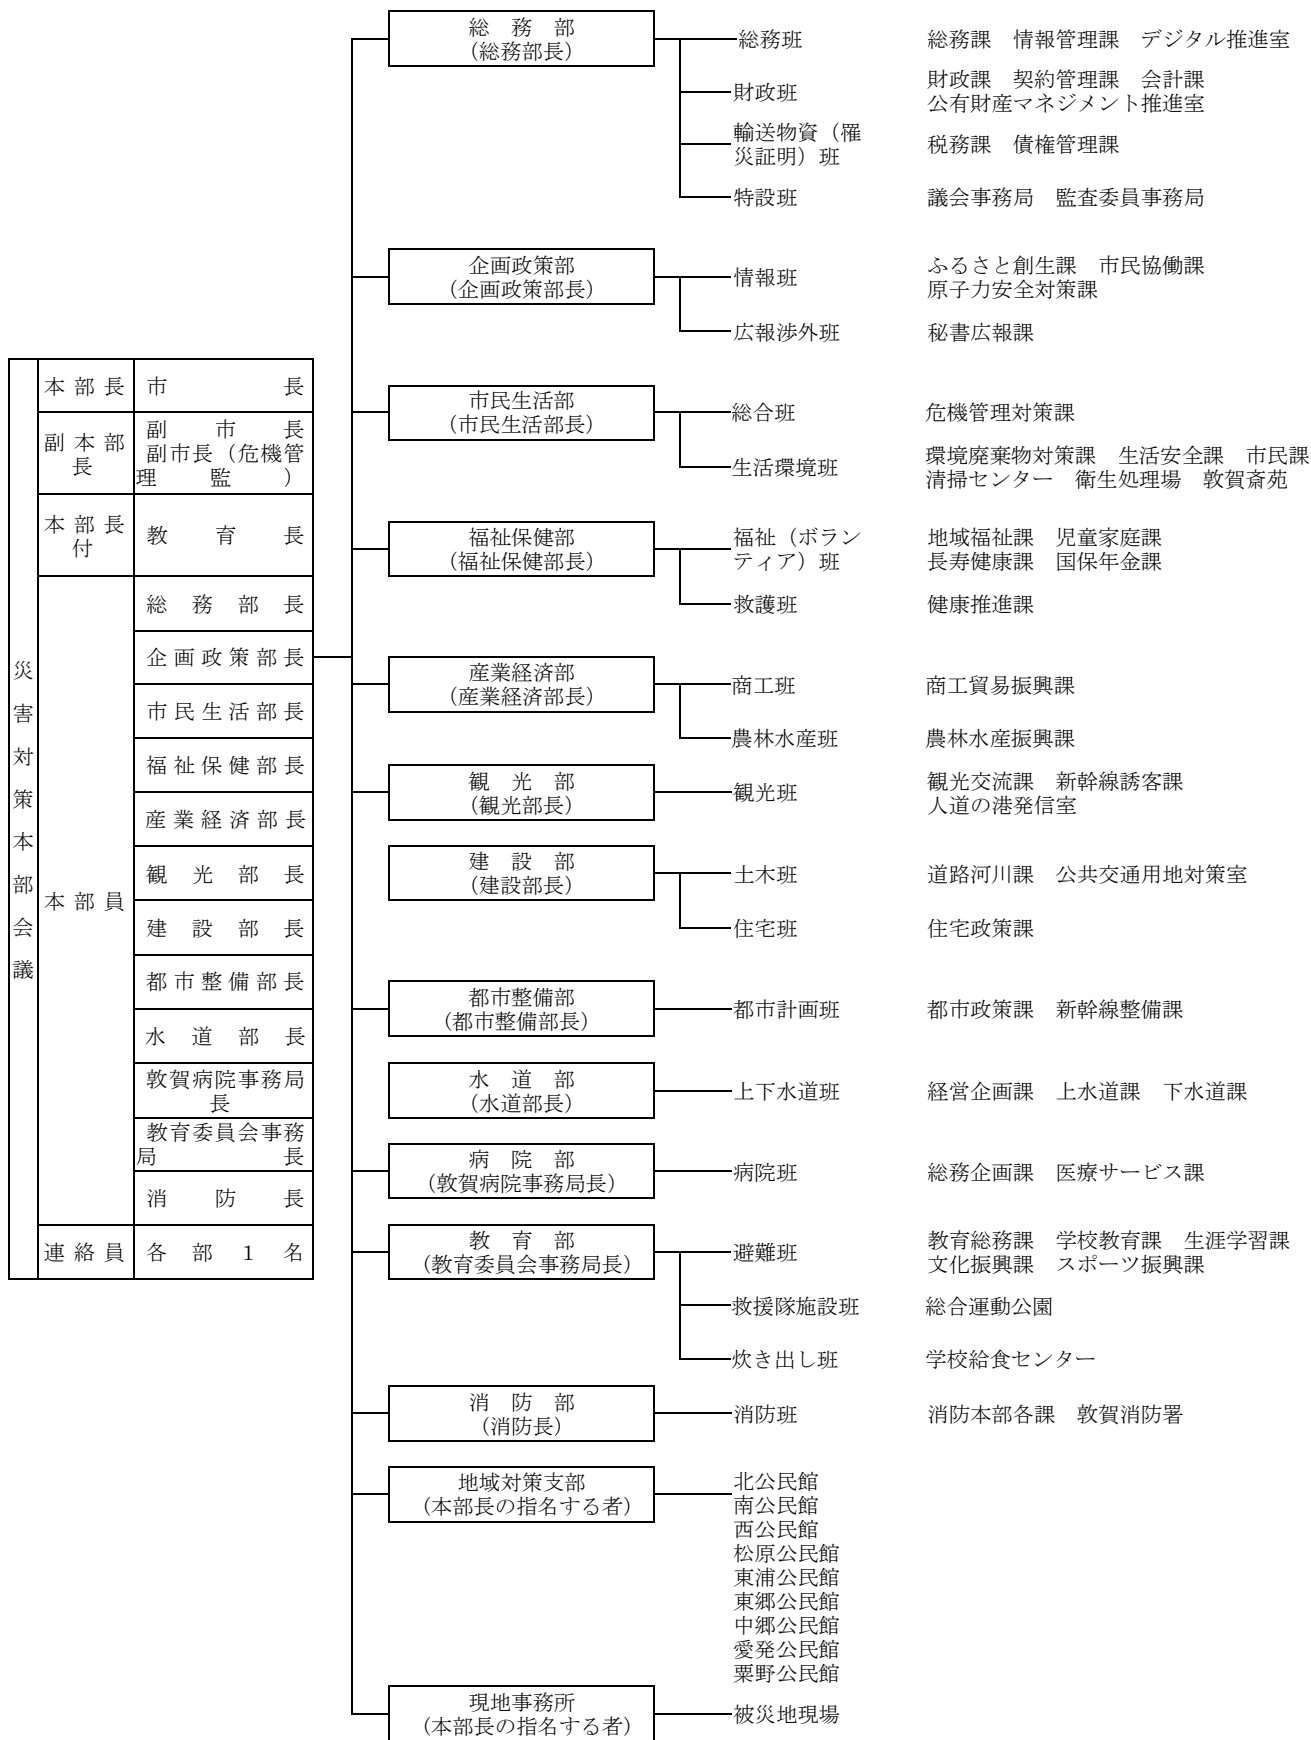 災害対策本部会議
本部長 市長
副本部長 副市長
副市長（危機管理監）
本部長付 教育長
本部員
総務部長
企画政策部長
市民生活部長
福祉保健部長
産業経済部長
観光部長
建設部長
都市整備部長
水道部長
敦賀病院事務局長
教育委員会事務局長
消防長
連絡員 各部１名
総務部
（総務部長）
総務班 総務課 情報管理課 デジタル推進室
財政班 財政課 契約管理課 会計課
公有財産マネジメント推進室
輸送物資（罹
災証明）班
税務課 債権管理課
特設班 議会事務局 監査委員事務局
企画政策部
（企画政策部長）
情報班 ふるさと創生課 市民協働課
原子力安全対策課
広報渉外班 秘書広報課
市民生活部
（市民生活部長）
総合班 危機管理対策課
生活環境班 環境廃棄物対策課 生活安全課 市民課
清掃センター 衛生処理場 敦賀斎苑
福祉保健部
（福祉保健部長）
福祉（ボラン
ティア）班
地域福祉課 児童家庭課
長寿健康課 国保年金課
救護班 健康推進課
産業経済部
（産業経済部長）
商工班 商工貿易振興課
農林水産班 農林水産振興課
観光部
（観光部長）
観光班 観光交流課 新幹線誘客課
人道の港発信室
建設部
（建設部長）
土木班 道路河川課 公共交通用地対策室
住宅班 住宅政策課
都市整備部
（都市整備部長）
都市計画班 都市政策課 新幹線整備課
水道部
（水道部長）
上下水道班 経営企画課 上水道課 下水道課
病院部
（敦賀病院事務局長）
病院班 総務企画課 医療サービス課
教育部
（教育委員会事務局長）
避難班 教育総務課 学校教育課 生涯学習課
文化振興課 スポーツ振興課
救援隊施設班 総合運動公園
炊き出し班 学校給食センター
消防部
（消防長）
消防班 消防本部各課 敦賀消防署
地域対策支部
（本部長の指名する者）
北公民館
南公民館
西公民館
松原公民館
東浦公民館
東郷公民館
中郷公民館
愛発公民館
粟野公民館
現地事務所
（本部長の指名する者）
被災地現場